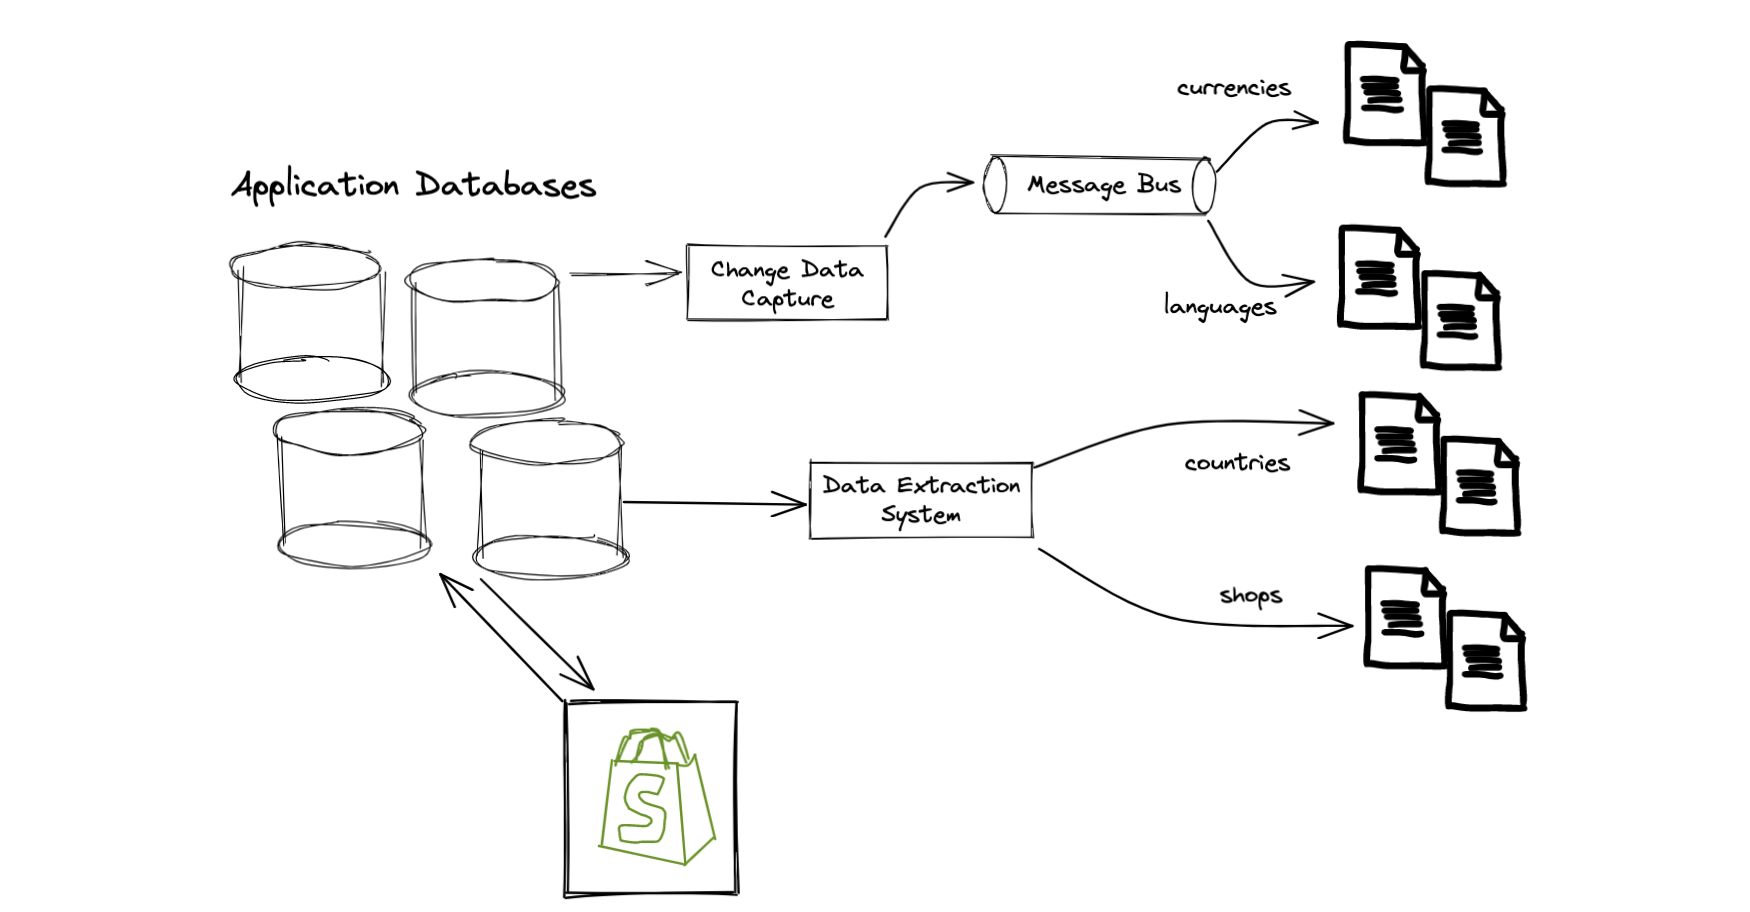 currencies
Application Databases
Message Bus
Change Data
Capture
languages
countries
Data Extraction
System
shops
S